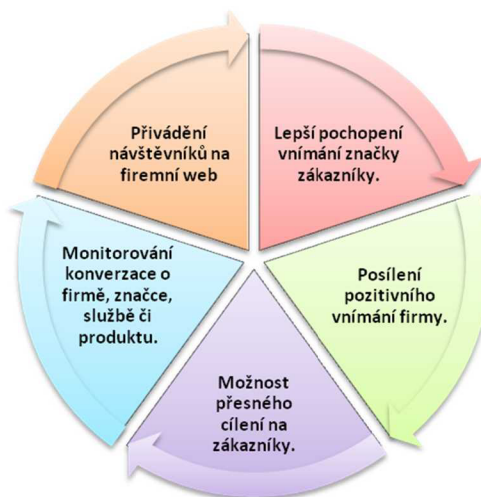 Přivádění
návštěvníků na
firemní web
Lepší pochopení
vnímání značky
zákazníky.
Posílení
pozitivního
vnímání firmy.
Možnost
přesného
cílení na
zákazníky.
Monitorování
konverzace o
firmě, značce,
službě či
produktu.